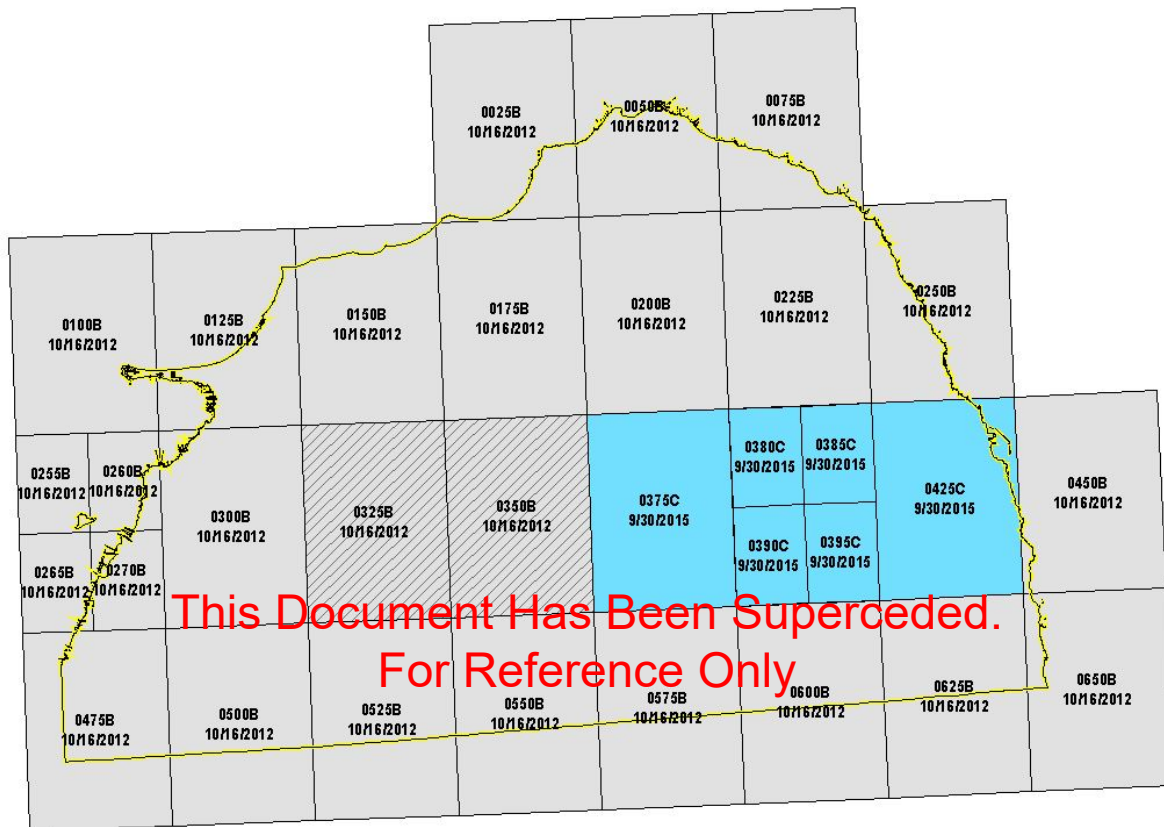 0025B
10/16/2012
0050B
10/16/2012
0075B
10/16/2012
0100B
10/16/2012
0125B
10/16/2012
0150B
10/16/2012
0175B
10/16/2012
0200B
10/16/2012
0225B
10/16/2012
0250B
10/16/2012
0255B
10/16/2012
0260B
10/16/2012
0265B
10/16/2012
0270B
10/16/2012
0300B
10/16/2012
0325B
10/16/2012
0350B
10/16/2012
0375C
9/30/2015
0380C
9/30/2015
0385C
9/30/2015
0390C
9/30/2015
0395C
9/30/2015
0425C
9/30/2015
0450B
10/16/2012
This Document Has Been Superceded.
For Reference Only
0475B
10/16/2012
0500B
10/16/2012
0525B
10/16/2012
0550B
10/16/2012
0575B
10/16/2012
0600B
10/16/2012
0625B
10/16/2012
0650B
10/16/2012